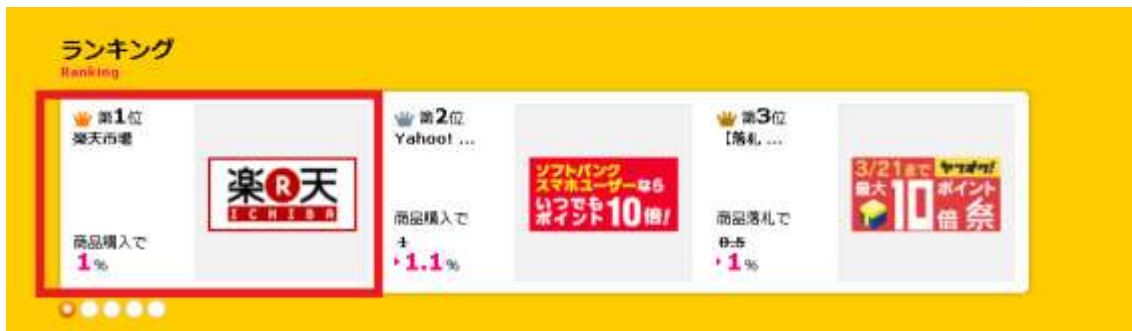 ランキング
Ranking
第1位
楽天市場
商品購入で
1%
楽R天
ICHIBA
第2位
Yahoo! ...
商品購入で
1
1.1%
ソフトバンク
スマホユーザーなら
いつでも
ポイント10倍!
第3位
【落札 ...
商品落札で
0.5
1%
3/21まで ヤフオク!
最大10倍
ポイント祭